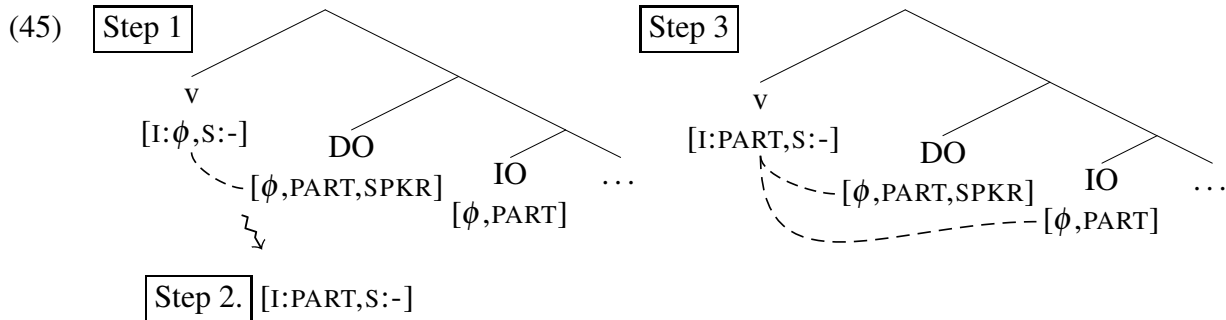 (45) Step 1 Step 3
v v
[I:ϕ,S:-] DO [I:PART,S:-] DO
[ϕ,PART,SPKR] IO ... [ϕ,PART,SPKR] IO ...
[ϕ,PART] [ϕ,PART]
Step 2. [I:PART,S:-]